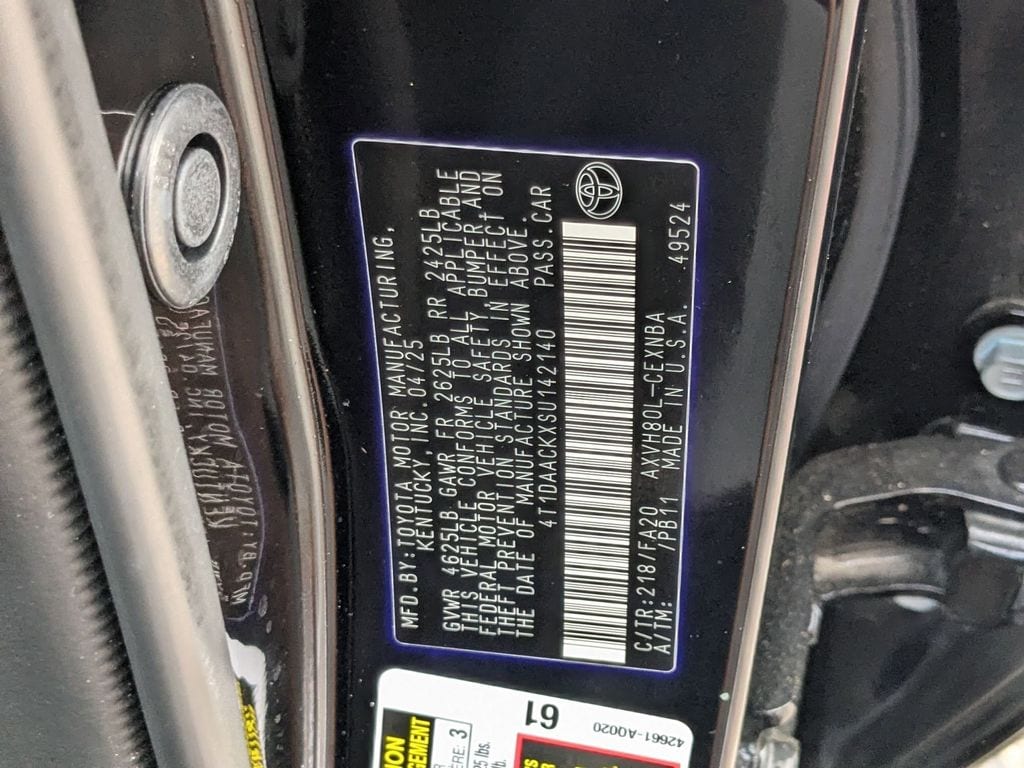 MFD.BY:TOYOTA MOTOR MANUFACTURING,
KENTUCKY, INC. 04/25
GVWR 4625LB GAWR FR 2625LB RR 2425LB
THIS VEHICLE CONFORMS TO ALL APPLICABLE
FEDERAL MOTOR VEHICLE SAFETY BUMPER, AND
THEFT PREVENTION STANDARDS IN EFFECT ON
THE DATE OF MANUFACTURE SHOWN ABOVE.
4T1DAACKXSU142140 PASS.CAR
C/TR:218/FA20 AXVH80L-CEXNBA
A/TM: /PB11 MADE IN U.S.A. 49524
61
42661-A0020
3